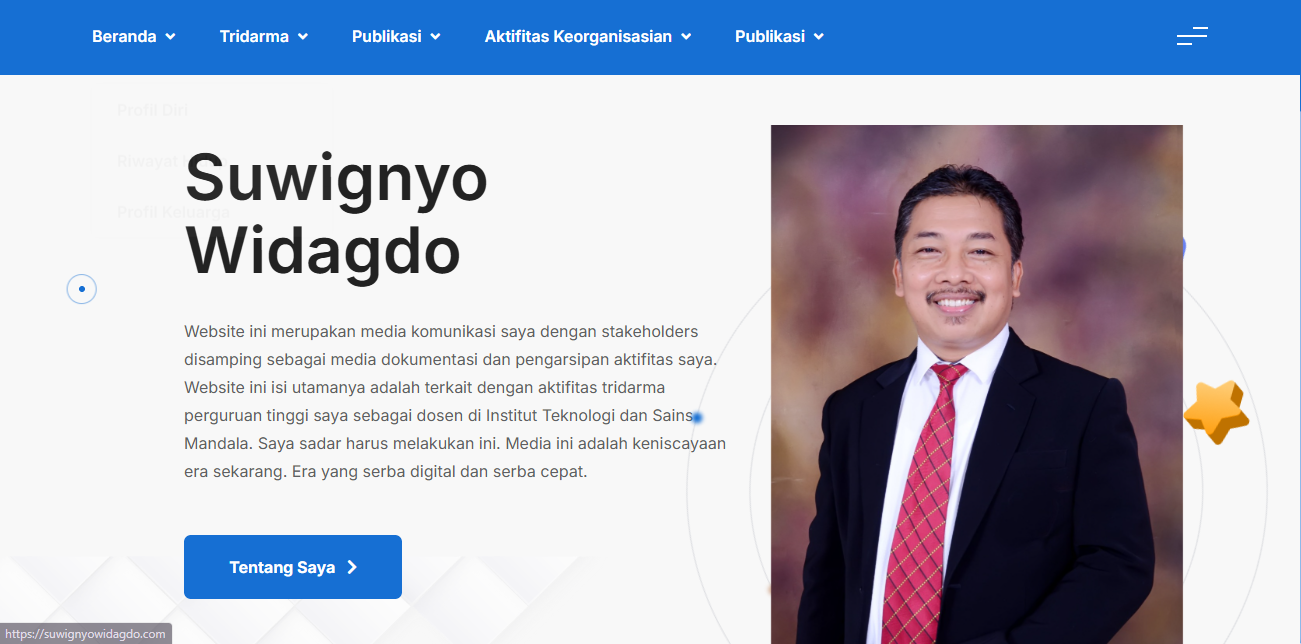 Beranda Tridarma Publikasi Aktifitas Keorganisasian Publikasi
Profil Diri
Riwayat
Profil Keluarga
Suwignyo
Widagdo
Website ini merupakan media komunikasi saya dengan stakeholders
disamping sebagai media dokumentasi dan pengarsipan aktifitas saya.
Website ini isi utamanya adalah terkait dengan aktifitas tridarma
perguruan tinggi saya sebagai dosen di Institut Teknologi dan Sains
Mandala. Saya sadar harus melakukan ini. Media ini adalah keniscayaan
era sekarang. Era yang serba digital dan serba cepat.
Tentang Saya
https://suwignyowidagdo.com